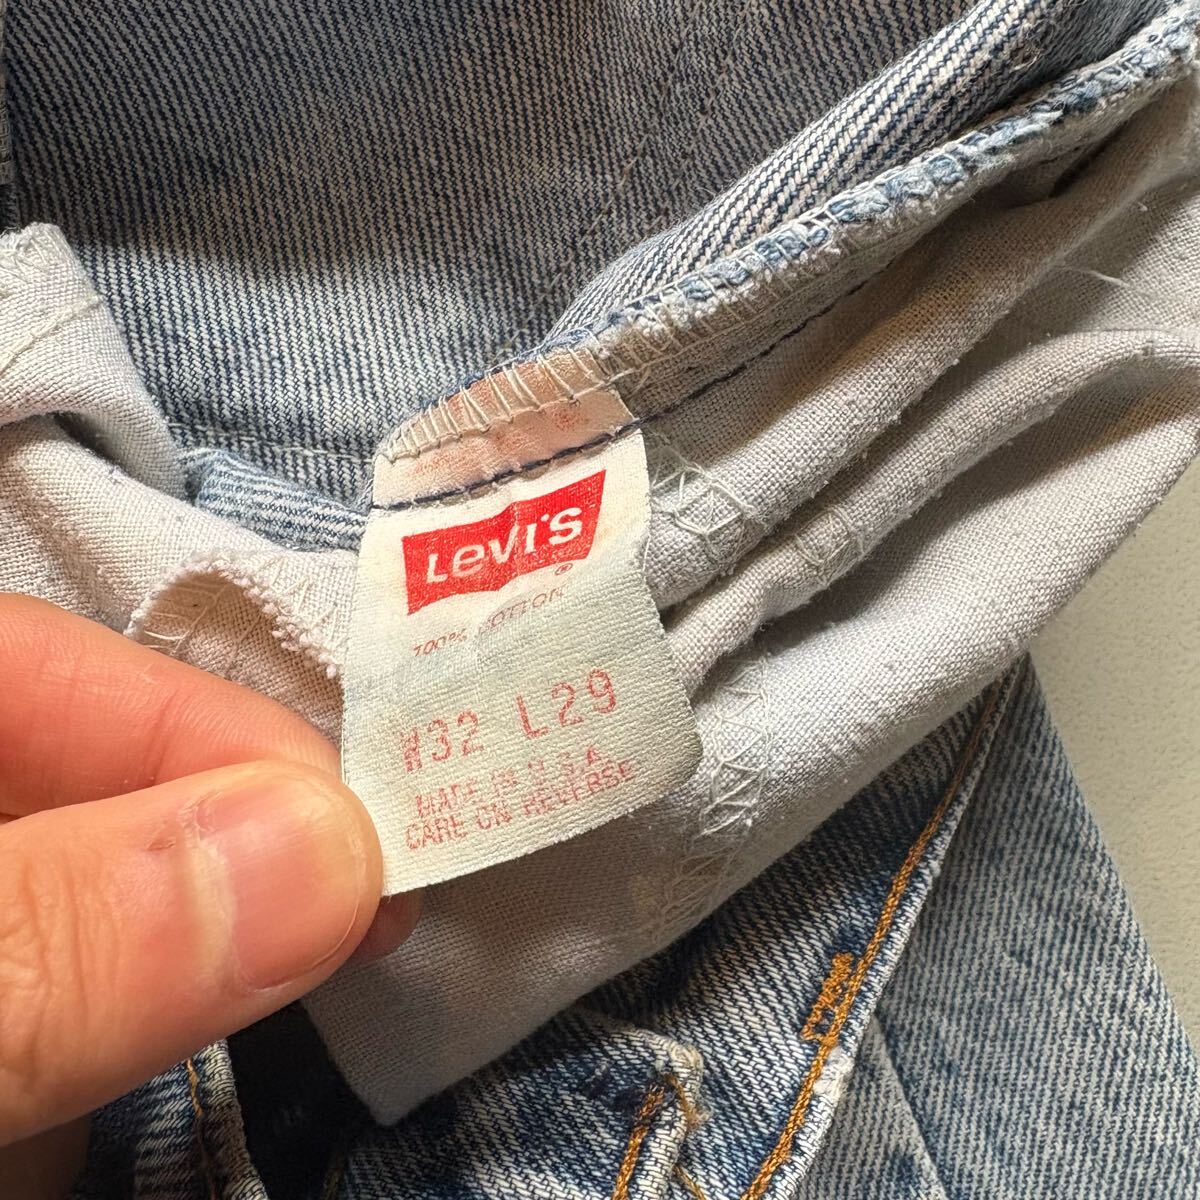 Levi's
®
100% COTTON
W32 L29
MADE IN U.S.A
CARE ON REVERSE